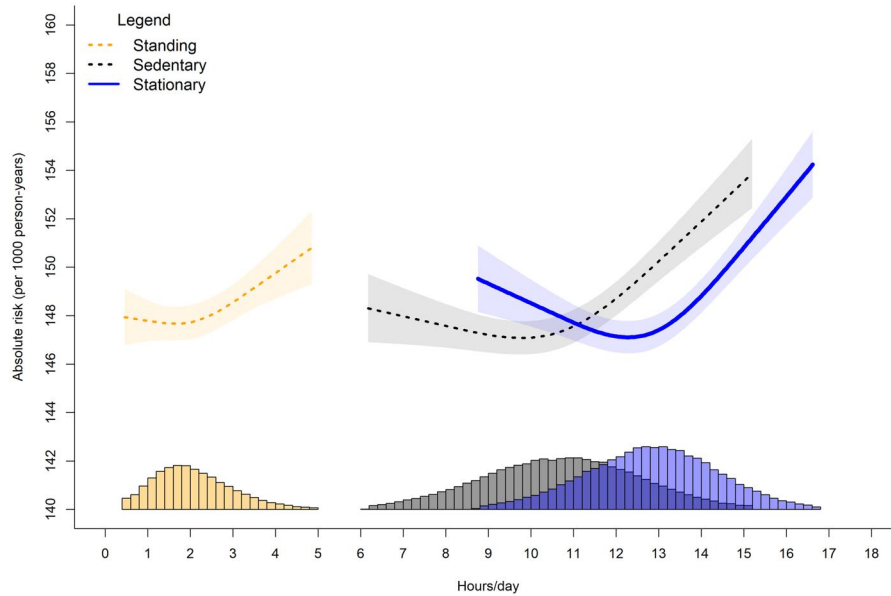 Legend
Standing
Sedentary
Stationary
160
158
156
154
152
150
148
146
144
142
140
Absolute risk (per 1000 person-years)
0 1 2 3 4 5 6 7 8 9 10 11 12 13 14 15 16 17 18
Hours/day